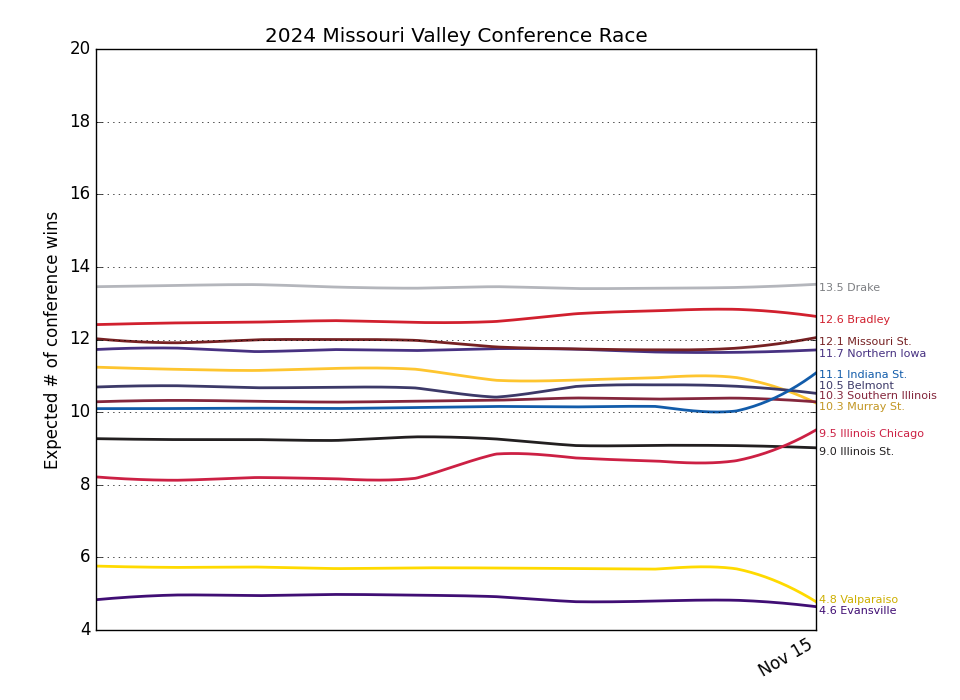 2024 Missouri Valley Conference Race
Expected # of conference wins
20
18
16
14
12
10
8
6
4
13.5 Drake
12.6 Bradley
12.1 Missouri St.
11.7 Northern Iowa
11.1 Indiana St.
10.5 Belmont
10.3 Southern Illinois
10.3 Murray St.
9.5 Illinois Chicago
9.0 Illinois St.
4.8 Valparaiso
4.6 Evansville
Nov 15